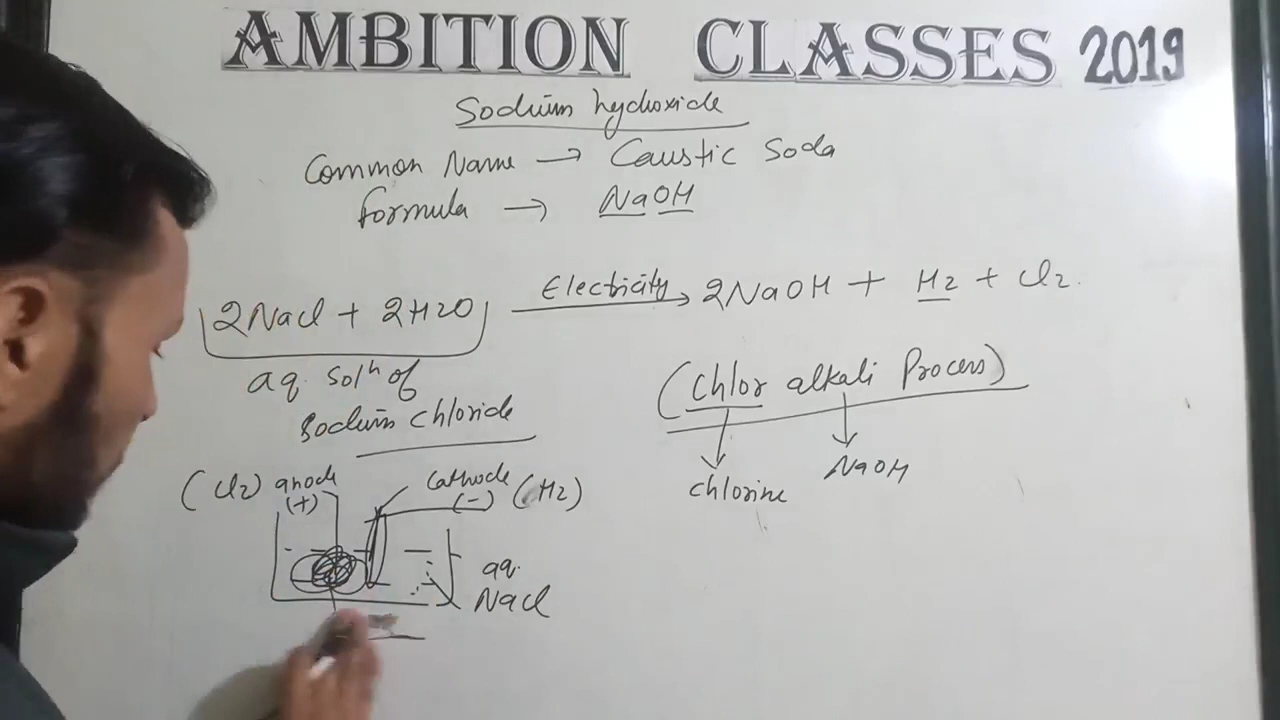 AMBITION CLASSES 2019
Sodium hydroxide
Common Name → Caustic Soda
formula → NaOH
2NaCl + 2H2O Electricity → 2NaOH + H2 + Cl2.
aq. solⁿ of
Sodium chloride
(Chlor alkali Process)
chlorine
NaOH
(Cl2) anode
(+)
Cathode
(-) (H2)
aq.
NaCl